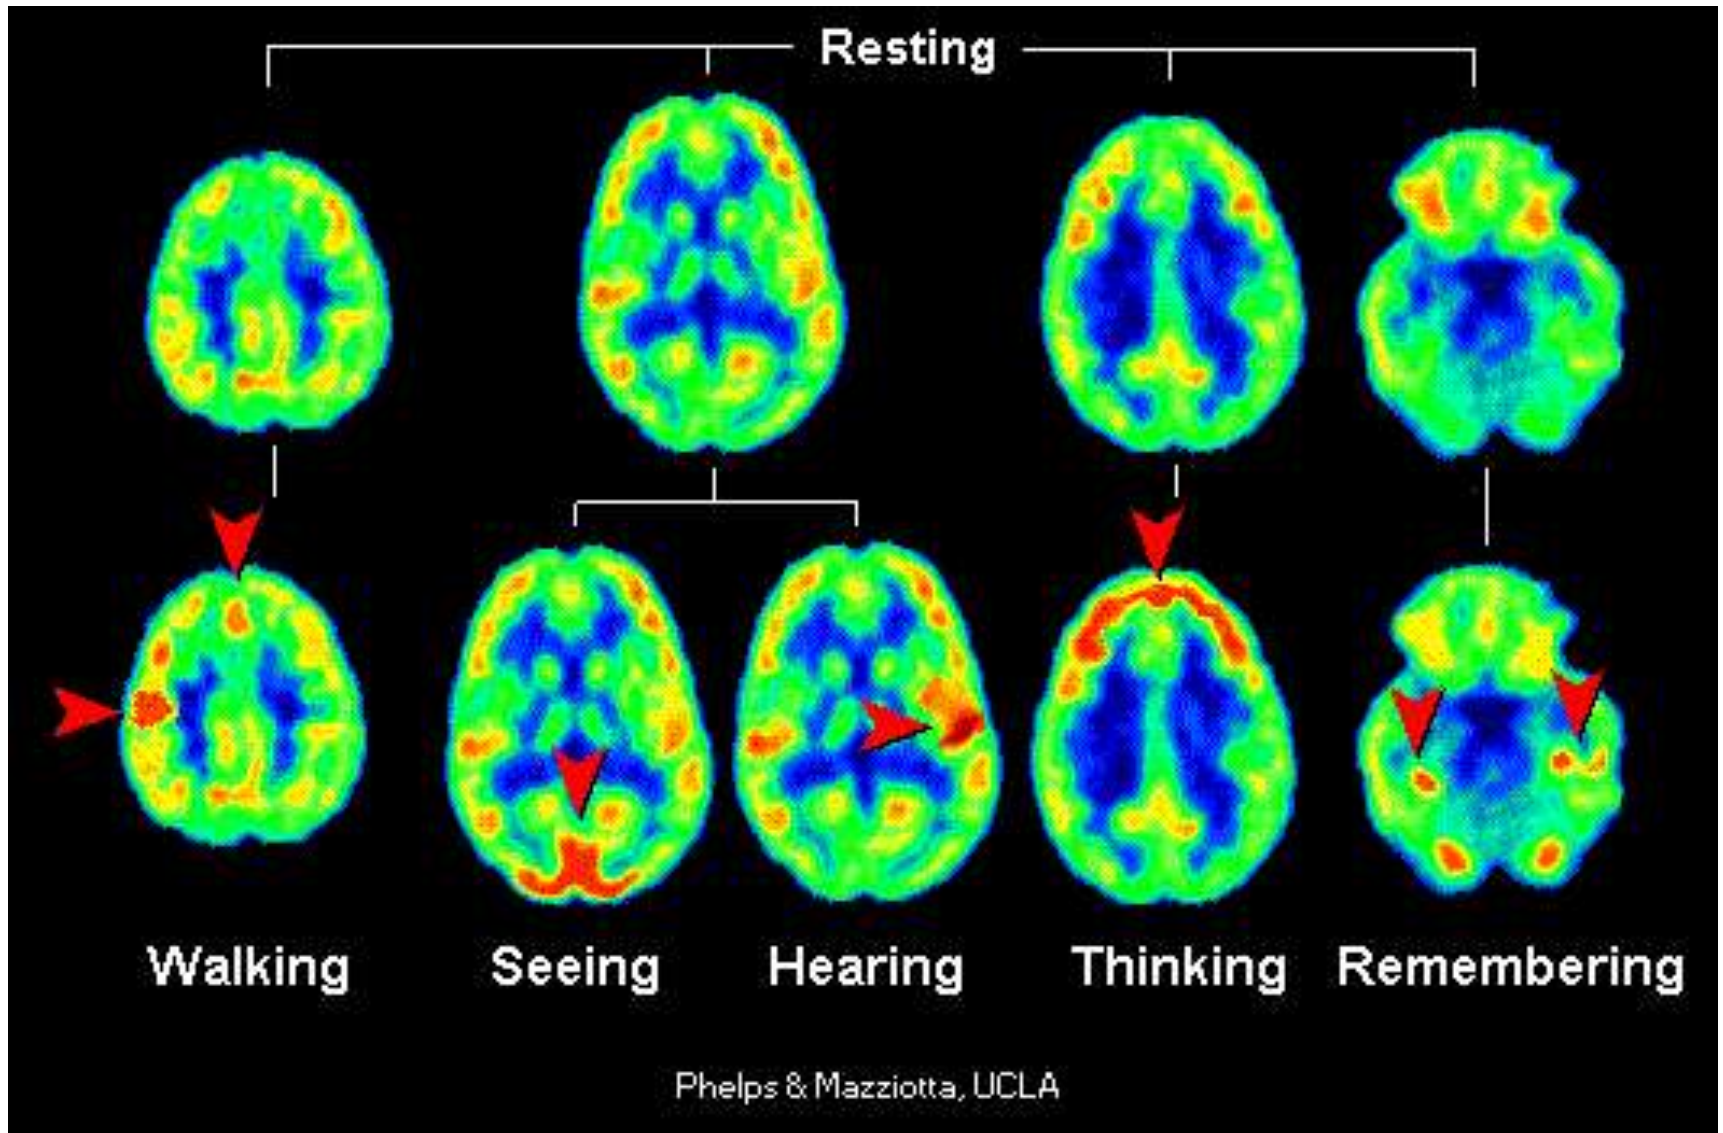 Resting
Walking
Seeing
Hearing
Thinking
Remembering
Phelps & Mazziotta, UCLA